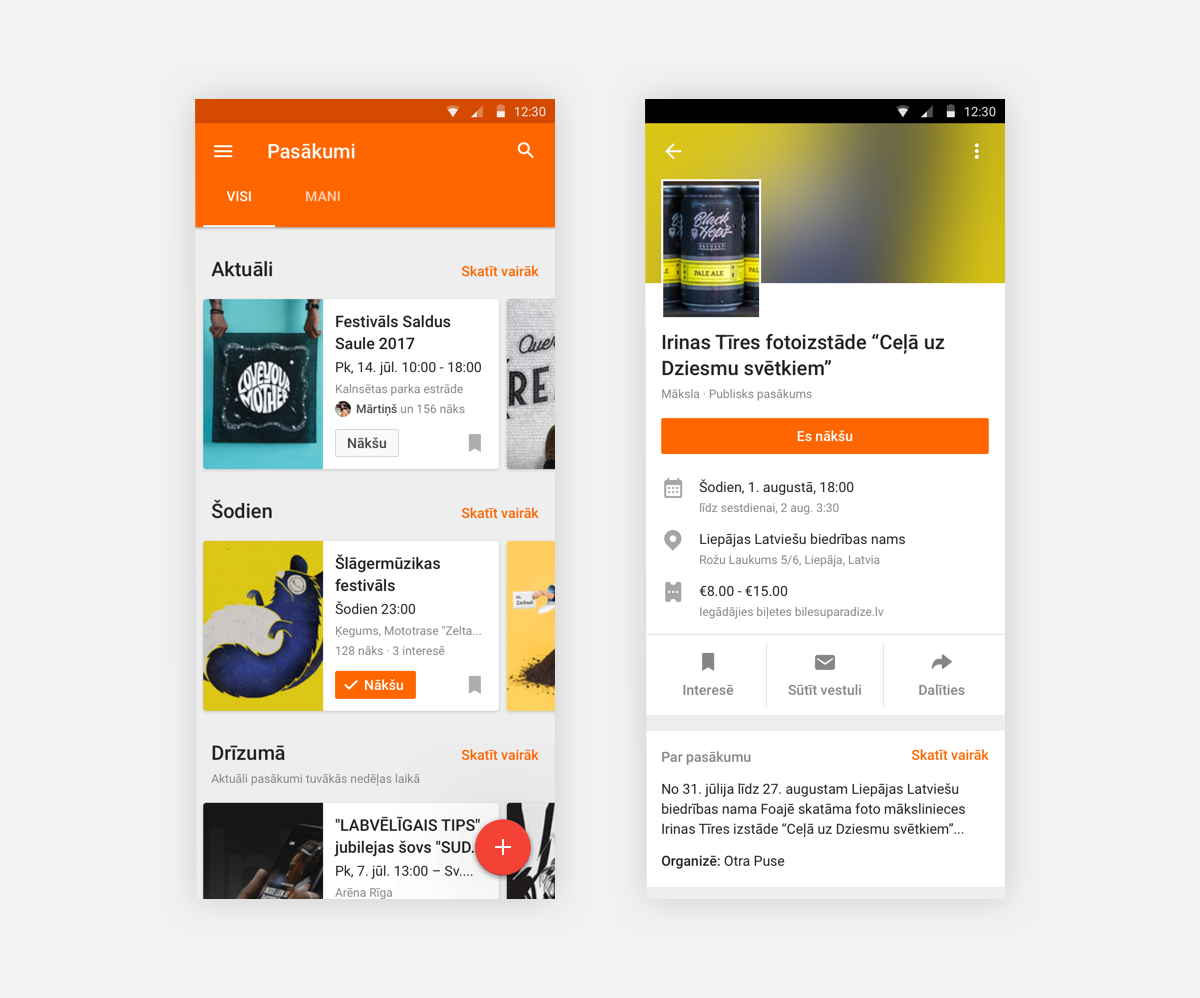 12:30
Pasākumi
VISI
MANI
Aktuāli
Skatīt vairāk
LOVE YOUR
MOTHER
Festivāls Saldus
Saule 2017
Pk, 14. jūl. 10:00 - 18:00
Kalnsētas parka estrāde
Mārtiņš un 156 nāks
Nākšu
Šodien
Skatīt vairāk
Šlāgermūzikas
festivāls
Šodien 23:00
Ķegums, Mototrase "Zelta...
128 nāks · 3 interesē
Nākšu
Drīzumā
Skatīt vairāk
Aktuāli pasākumi tuvākās nedēļas laikā
"LABVĒLĪGAIS TIPS"
jubilejas šovs "SUD.
Pk, 7. jūl. 13:00 – Sv....
Arēna Rīga
12:30
Black
Hops
BREWERY
PALE ALE
PAL
Irinas Tīres fotoizstāde “Ceļā uz
Dziesmu svētkiem”
Māksla · Publisks pasākums
Es nākšu
Šodien, 1. augustā, 18:00
līdz sestdienai, 2 aug. 3:30
Liepājas Latviešu biedrības nams
Rožu Laukums 5/6, Liepāja, Latvia
€8.00 - €15.00
Iegādājies biļetes bilesuparadize.lv
Interesē
Sūtīt vestuli
Dalīties
Par pasākumu
Skatīt vairāk
No 31. jūlija līdz 27. augustam Liepājas Latviešu
biedrības nama Foajē skatāma foto mākslinieces
Irinas Tīres izstāde “Ceļā uz Dziesmu svētkiem”...
Organizē: Otra Puse